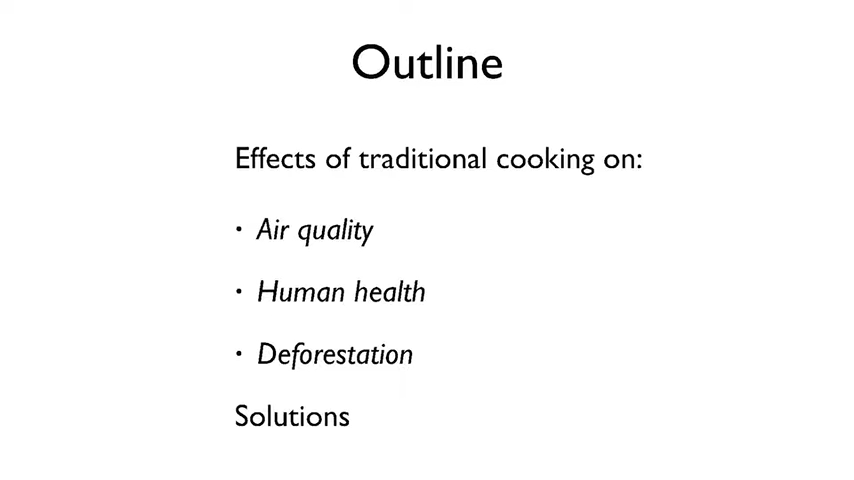 Outline
Effects of traditional cooking on:
• Air quality
• Human health
• Deforestation
Solutions